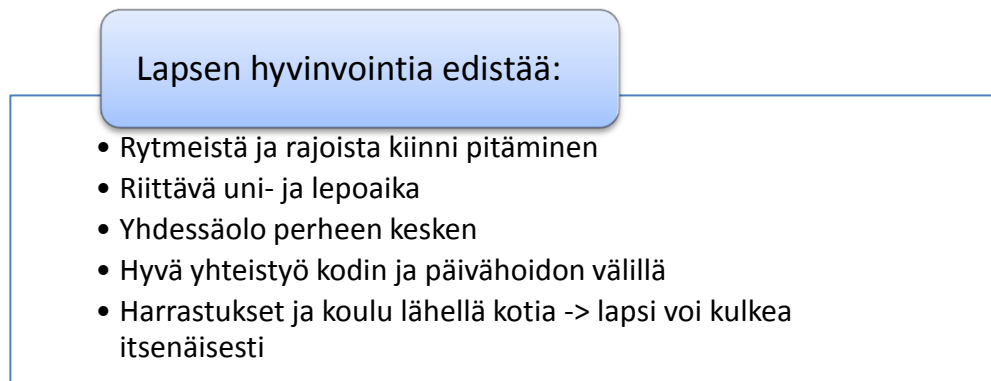 Lapsen hyvinvointia edistää:
• Rytmeistä ja rajoista kiinni pitäminen
• Riittävä uni- ja lepoaika
• Yhdessäolo perheen kesken
• Hyvä yhteistyö kodin ja päivähoidon välillä
• Harrastukset ja koulu lähellä kotia -> lapsi voi kulkea
itsenäisesti